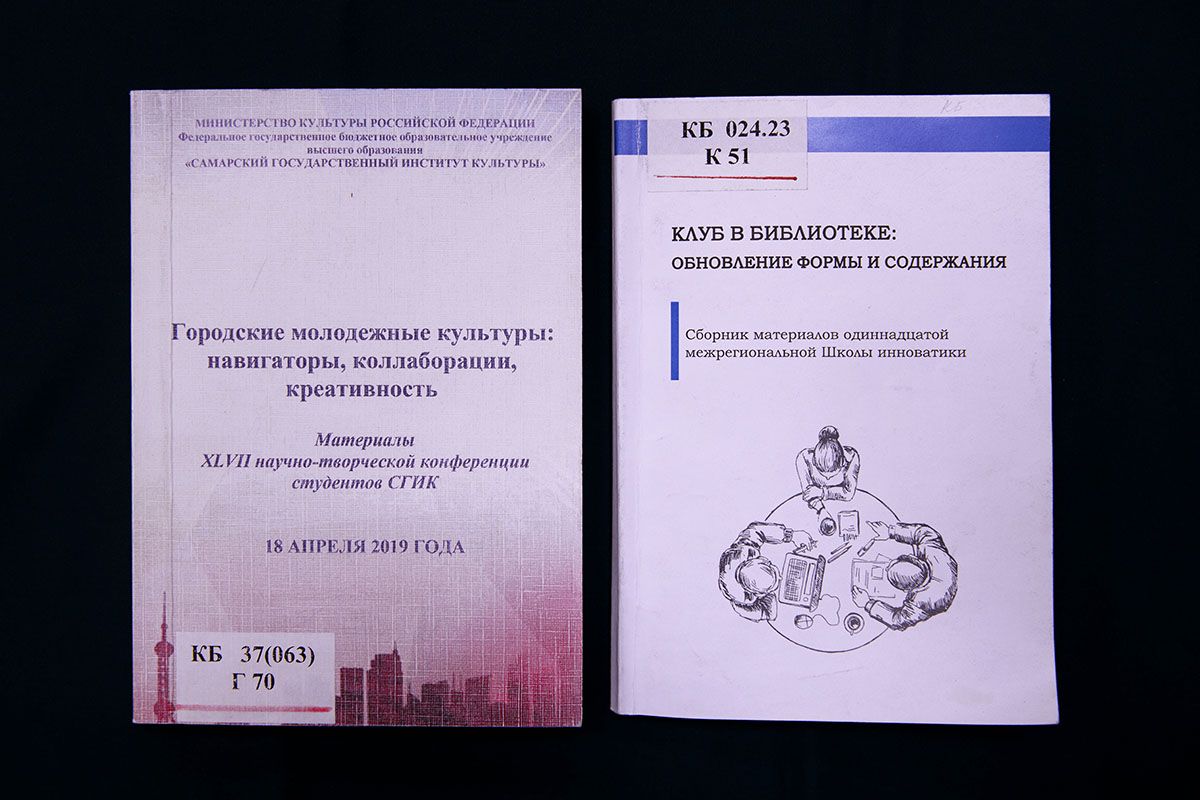 МИНИСТЕРСТВО КУЛЬТУРЫ РОССИЙСКОЙ ФЕДЕРАЦИИ
Федеральное государственное бюджетное образовательное учреждение
высшего образования
«САМАРСКИЙ ГОСУДАРСТВЕННЫЙ ИНСТИТУТ КУЛЬТУРЫ»
Городские молодежные культуры:
навигаторы, коллаборации,
креативность
Материалы
XLVII научно-творческой конференции
студентов СГИК
18 АПРЕЛЯ 2019 ГОДА
КБ 37(063)
Г 70
КБ
КБ 024.23
К 51
КЛУБ В БИБЛИОТЕКЕ:
ОБНОВЛЕНИЕ ФОРМЫ И СОДЕРЖАНИЯ
Сборник материалов одиннадцатой
межрегиональной Школы инноватики